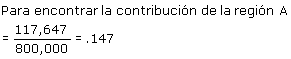 Para encontrar la contribución de la región A
= 117,647 / 800,000 = .147